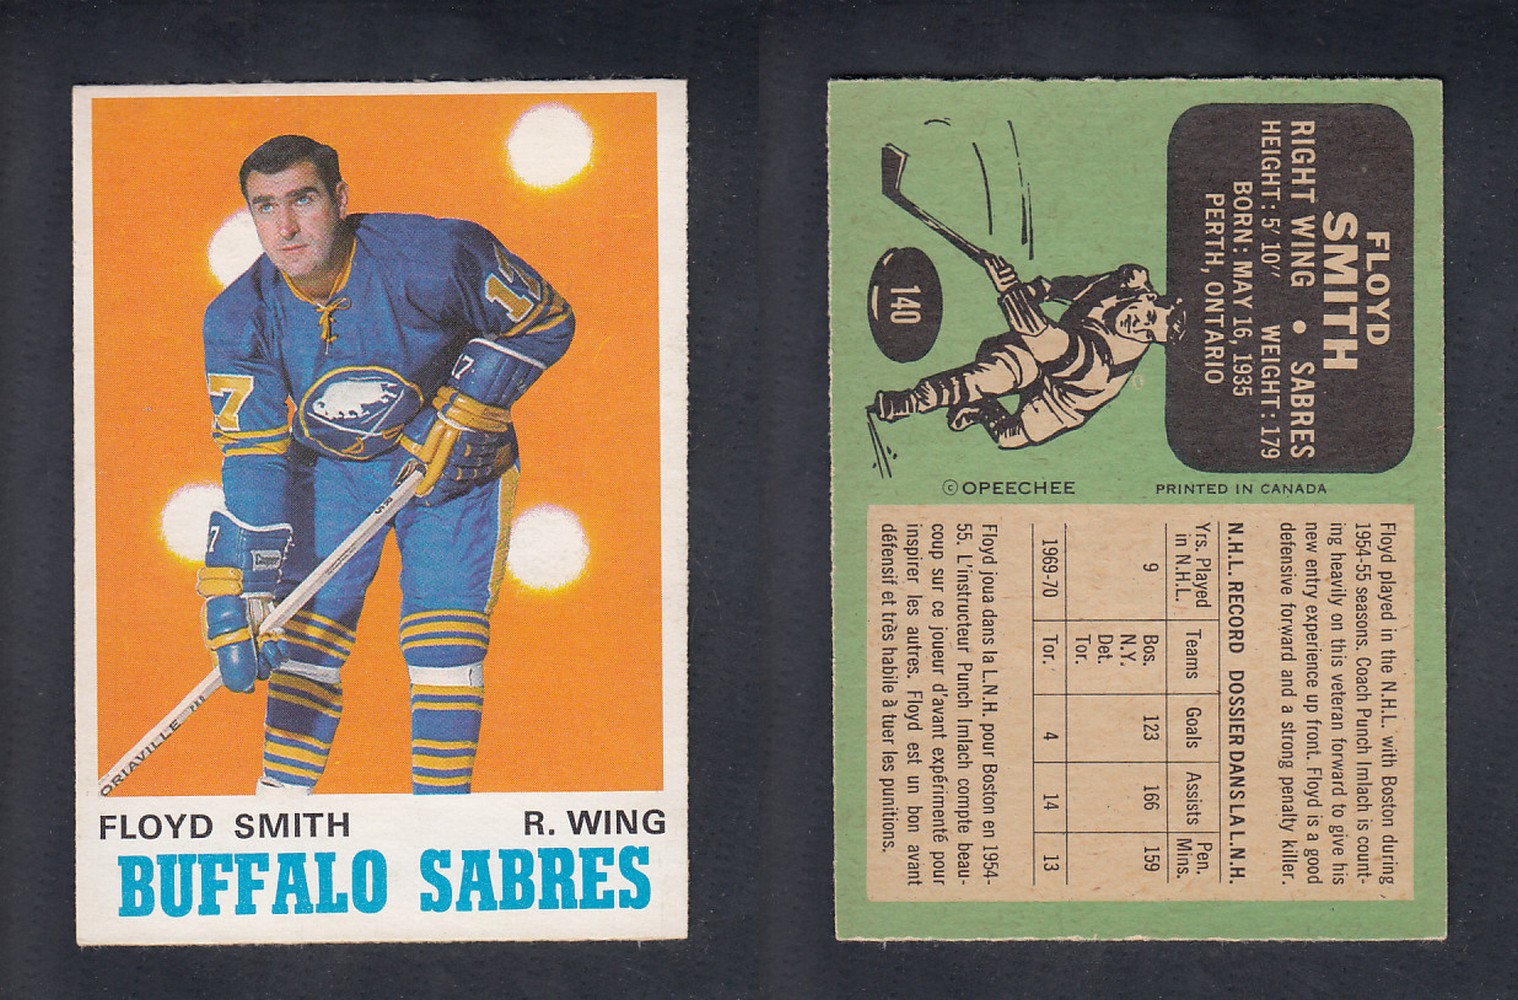 17
17
7
7
Cooper
ORIAVILLE
FLOYD SMITH
R. WING
BUFFALO SABRES
FLOYD
SMITH
RIGHT WING • SABRES
HEIGHT: 5' 10" WEIGHT: 179
BORN: MAY 16, 1935
PERTH, ONTARIO
140
© OPEECHEE
PRINTED IN CANADA
Floyd played in the N.H.L. with Boston during
1954-55 seasons. Coach Punch Imlach is count-
ing heavily on this veteran forward to give his
new entry experience up front. Floyd is a good
defensive forward and a strong penalty killer.
N.H.L. RECORD DOSSIER DANS LA L.N.H.
Yrs. Played in N.H.L. Teams Goals Assists Pen. Mins.
9 Bos. 123 166 159
N.Y.
Det.
Tor.
1969-70 Tor. 4 14 13
Floyd joua dans la L.N.H. pour Boston en 1954-
55. L'instructeur Punch Imlach compte beau-
coup sur ce joueur d'avant expérimenté pour
inspirer les autres. Floyd est un bon avant
défensif et très habile à tuer les punitions.